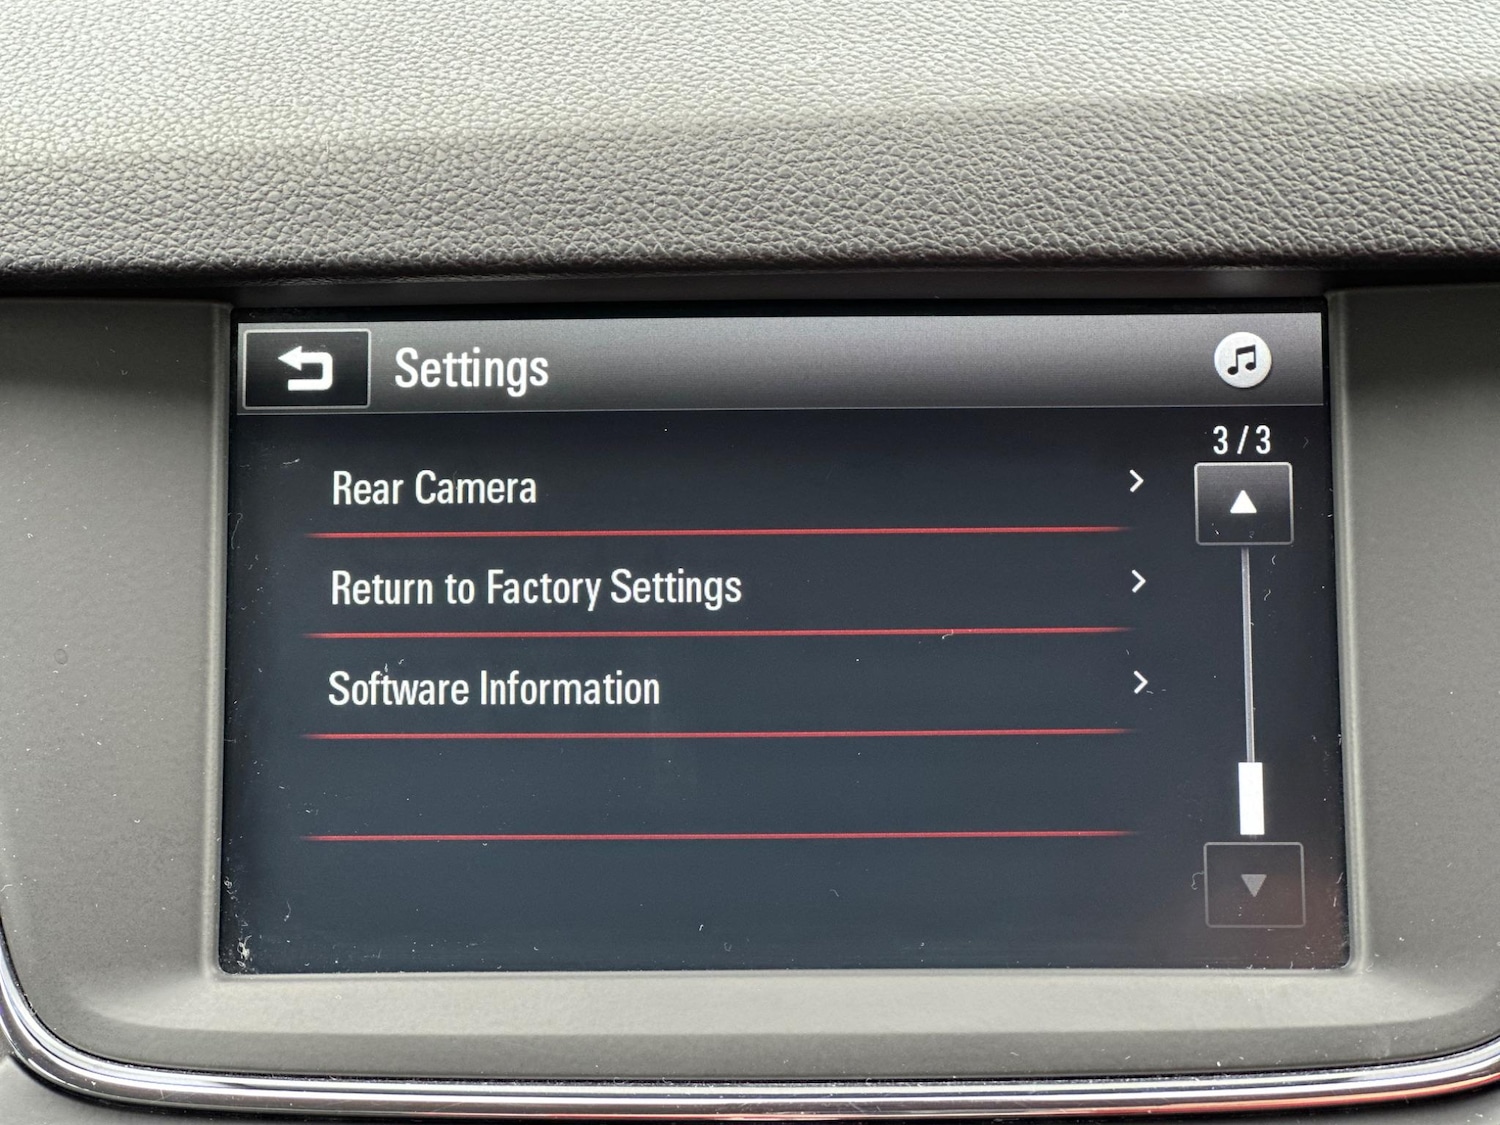 Settings
3/3
Rear Camera
Return to Factory Settings
Software Information